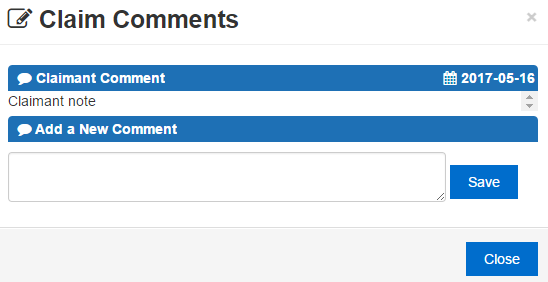 Claim Comments ×
Claimant Comment 2017-05-16
Claimant note
Add a New Comment
Save
Close